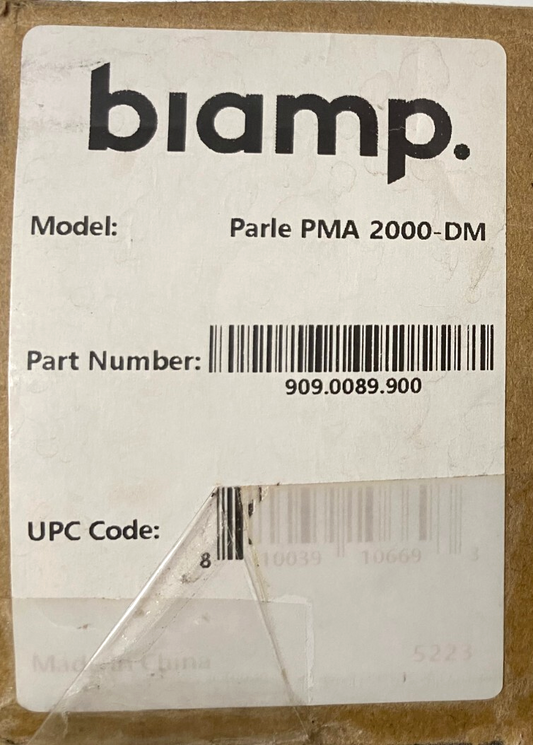 biamp.
Model: Parle PMA 2000-DM
Part Number:
909.0089.900
UPC Code:
8 10039 10669 3
Made in China 5223